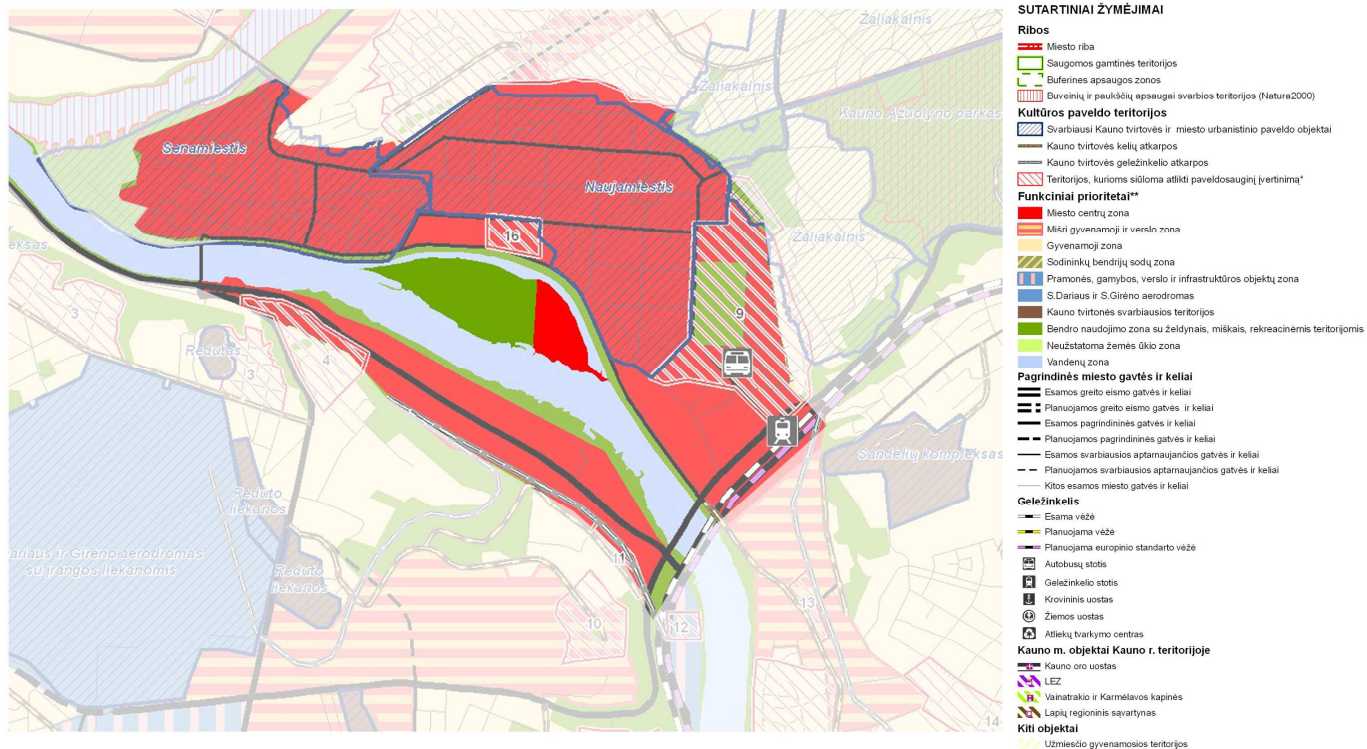 Žaliakalnis
Žaliakalnis
Kauno Ąžuolyno parkas
Senamiestis
Naujamiestis
Žaliakalnis
16
9
3
Redutas
3
4
Sandėlių kompleksas
Reduto
liekanos
ariaus ir Girėno aerodromas
su įrangos liekanomis
Reduto
liekanos
11
10
12
13
14
SUTARTINIAI ŽYMĖJIMAI
Ribos
Miesto riba
Saugomos gamtinės teritorijos
Buferinės apsaugos zonos
Buveinių ir paukščių apsaugai svarbios teritorijos (Natura2000)
Kultūros paveldo teritorijos
Svarbiausi Kauno tvirtovės ir miesto urbanistinio paveldo objektai
Kauno tvirtovės kelių atkarpos
Kauno tvirtovės geležinkelio atkarpos
Teritorijos, kurioms siūloma atlikti paveldosauginį įvertinimą*
Funkciniai prioritetai**
Miesto centrų zona
Mišri gyvenamoji ir verslo zona
Gyvenamoji zona
Sodininkų bendrijų sodų zona
Pramonės, gamybos, verslo ir infrastruktūros objektų zona
S.Dariaus ir S.Girėno aerodromas
Kauno tvirtonės svarbiausios teritorijos
Bendro naudojimo zona su želdynais, miškais, rekreacinėmis teritorijomis
Neužstatoma žemės ūkio zona
Vandenų zona
Pagrindinės miesto gavtės ir keliai
Esamos greito eismo gatvės ir keliai
Planuojamos greito eismo gatvės ir keliai
Esamos pagrindininės gatvės ir keliai
Planuojamos pagrindininės gatvės ir keliai
Esamos svarbiausios aptarnaujančios gatvės ir keliai
Planuojamos svarbiausios aptarnaujančios gatvės ir keliai
Kitos esamos miesto gatvės ir keliai
Geležinkelis
Esama vėžė
Planuojama vėžė
Planuojama europinio standarto vėžė
Autobusų stotis
Geležinkelio stotis
Krovininis uostas
Žiemos uostas
Atliekų tvarkymo centras
Kauno m. objektai Kauno r. teritorijoje
Kauno oro uostas
LEZ
Vainatrakio ir Karmėlavos kapinės
Lapių regioninis sąvartynas
Kiti objektai
Užmiesčio gyvenamosios teritorijos